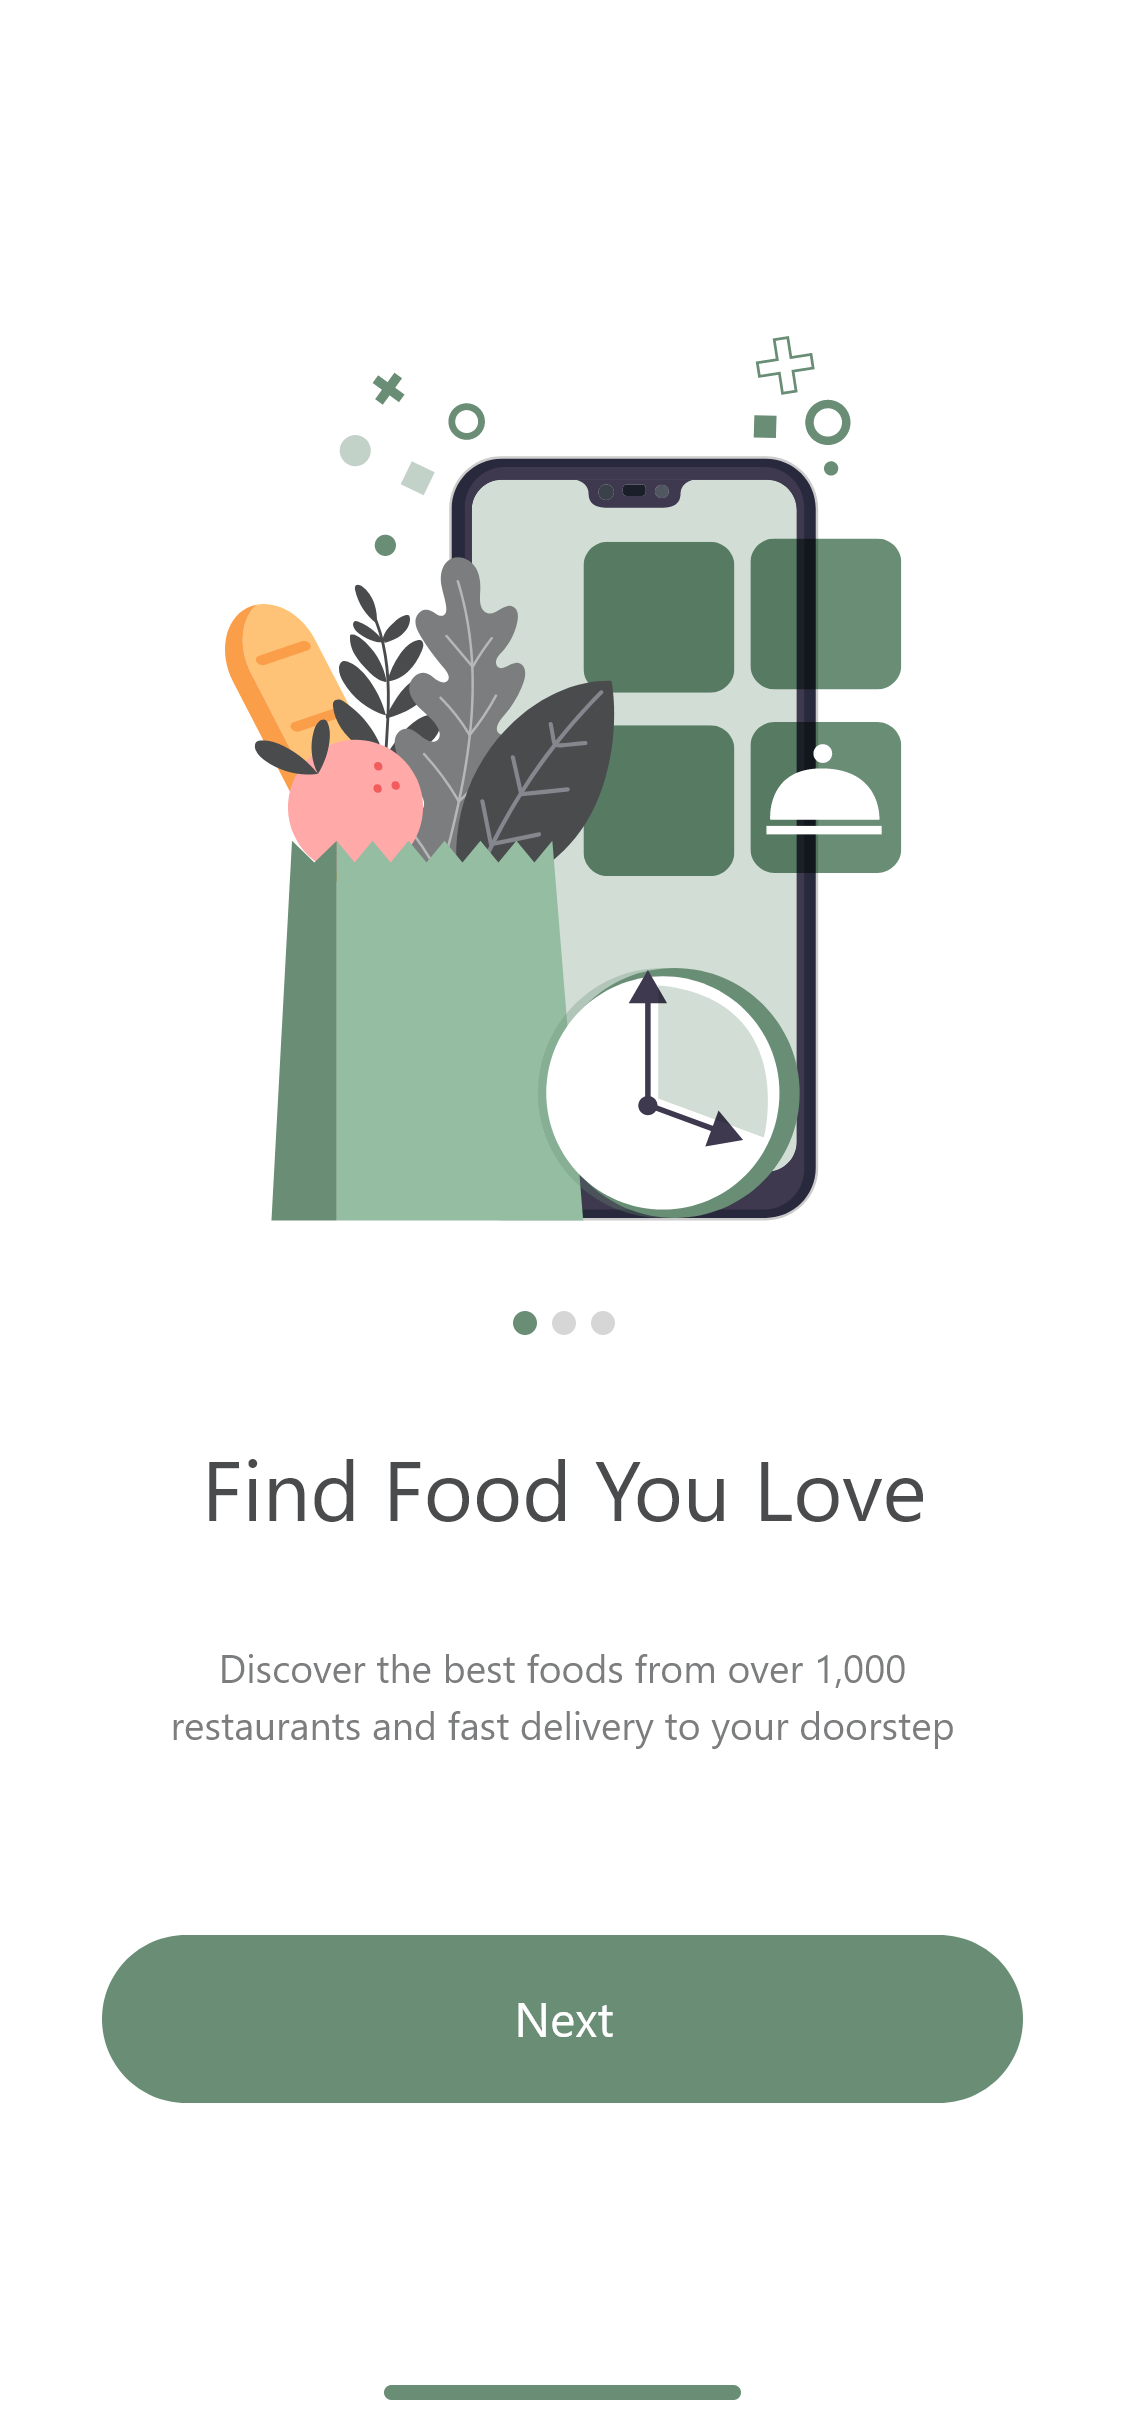 Find Food You Love
Discover the best foods from over 1,000
restaurants and fast delivery to your doorstep
Next